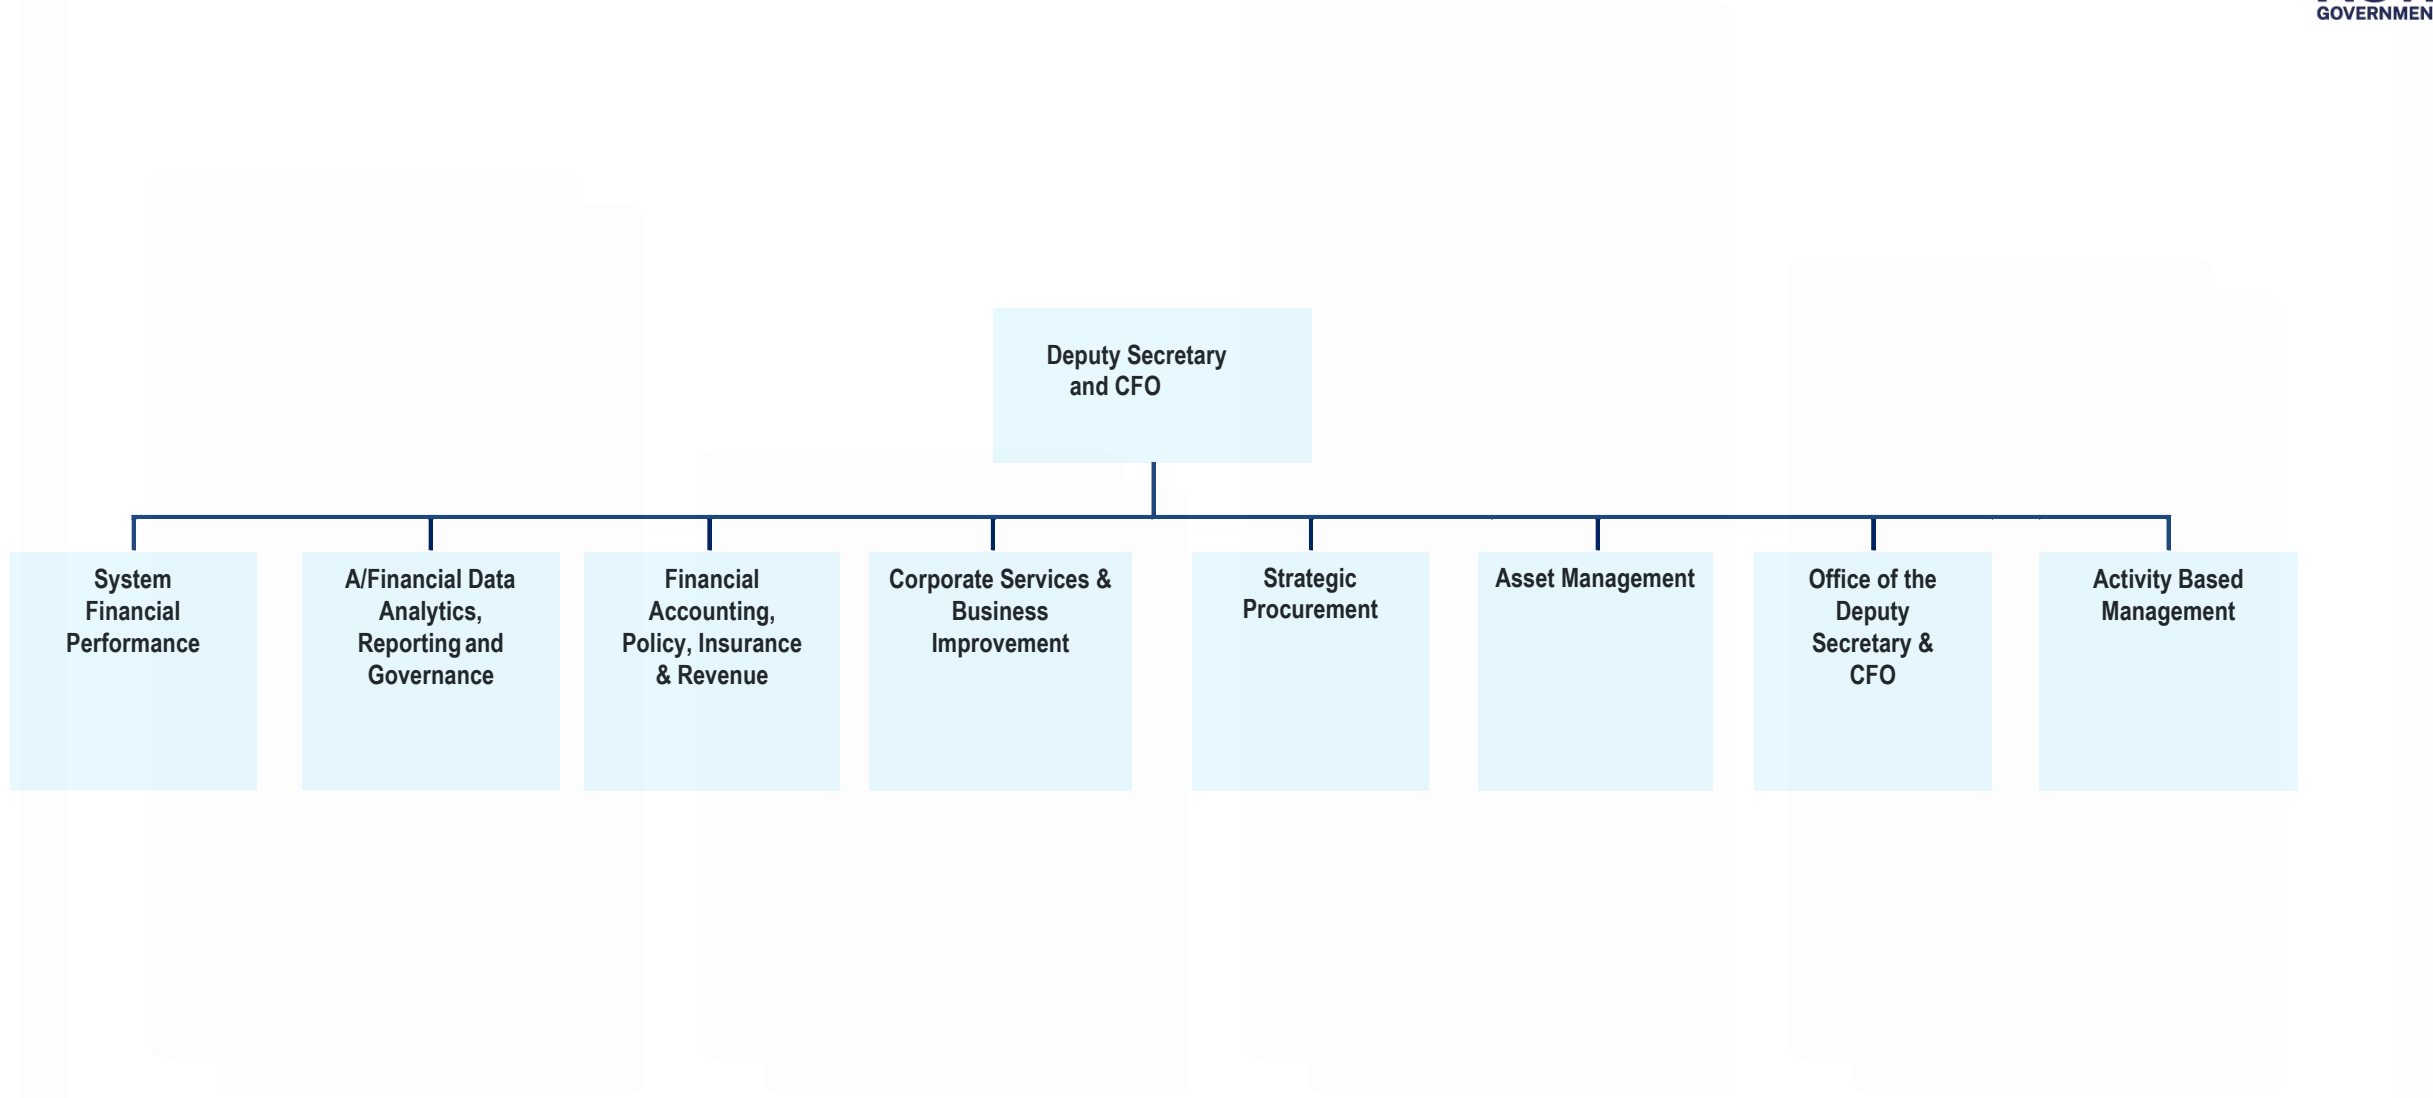 GOVERNMEN
Deputy Secretary
and CFO
System
Financial
Performance
A/Financial Data
Analytics,
Reporting and
Governance
Financial
Accounting,
Policy, Insurance
& Revenue
Corporate Services &
Business
Improvement
Strategic
Procurement
Asset Management
Office of the
Deputy
Secretary &
CFO
Activity Based
Management